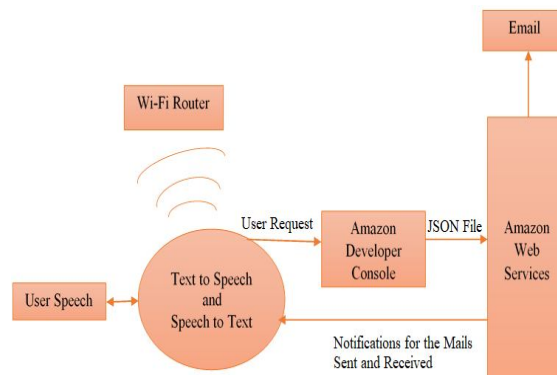 Email
Wi-Fi Router
User Request
JSON File
Amazon
Developer
Console
Amazon
Web
Services
Text to Speech
and
Speech to Text
User Speech
Notifications for the Mails
Sent and Received